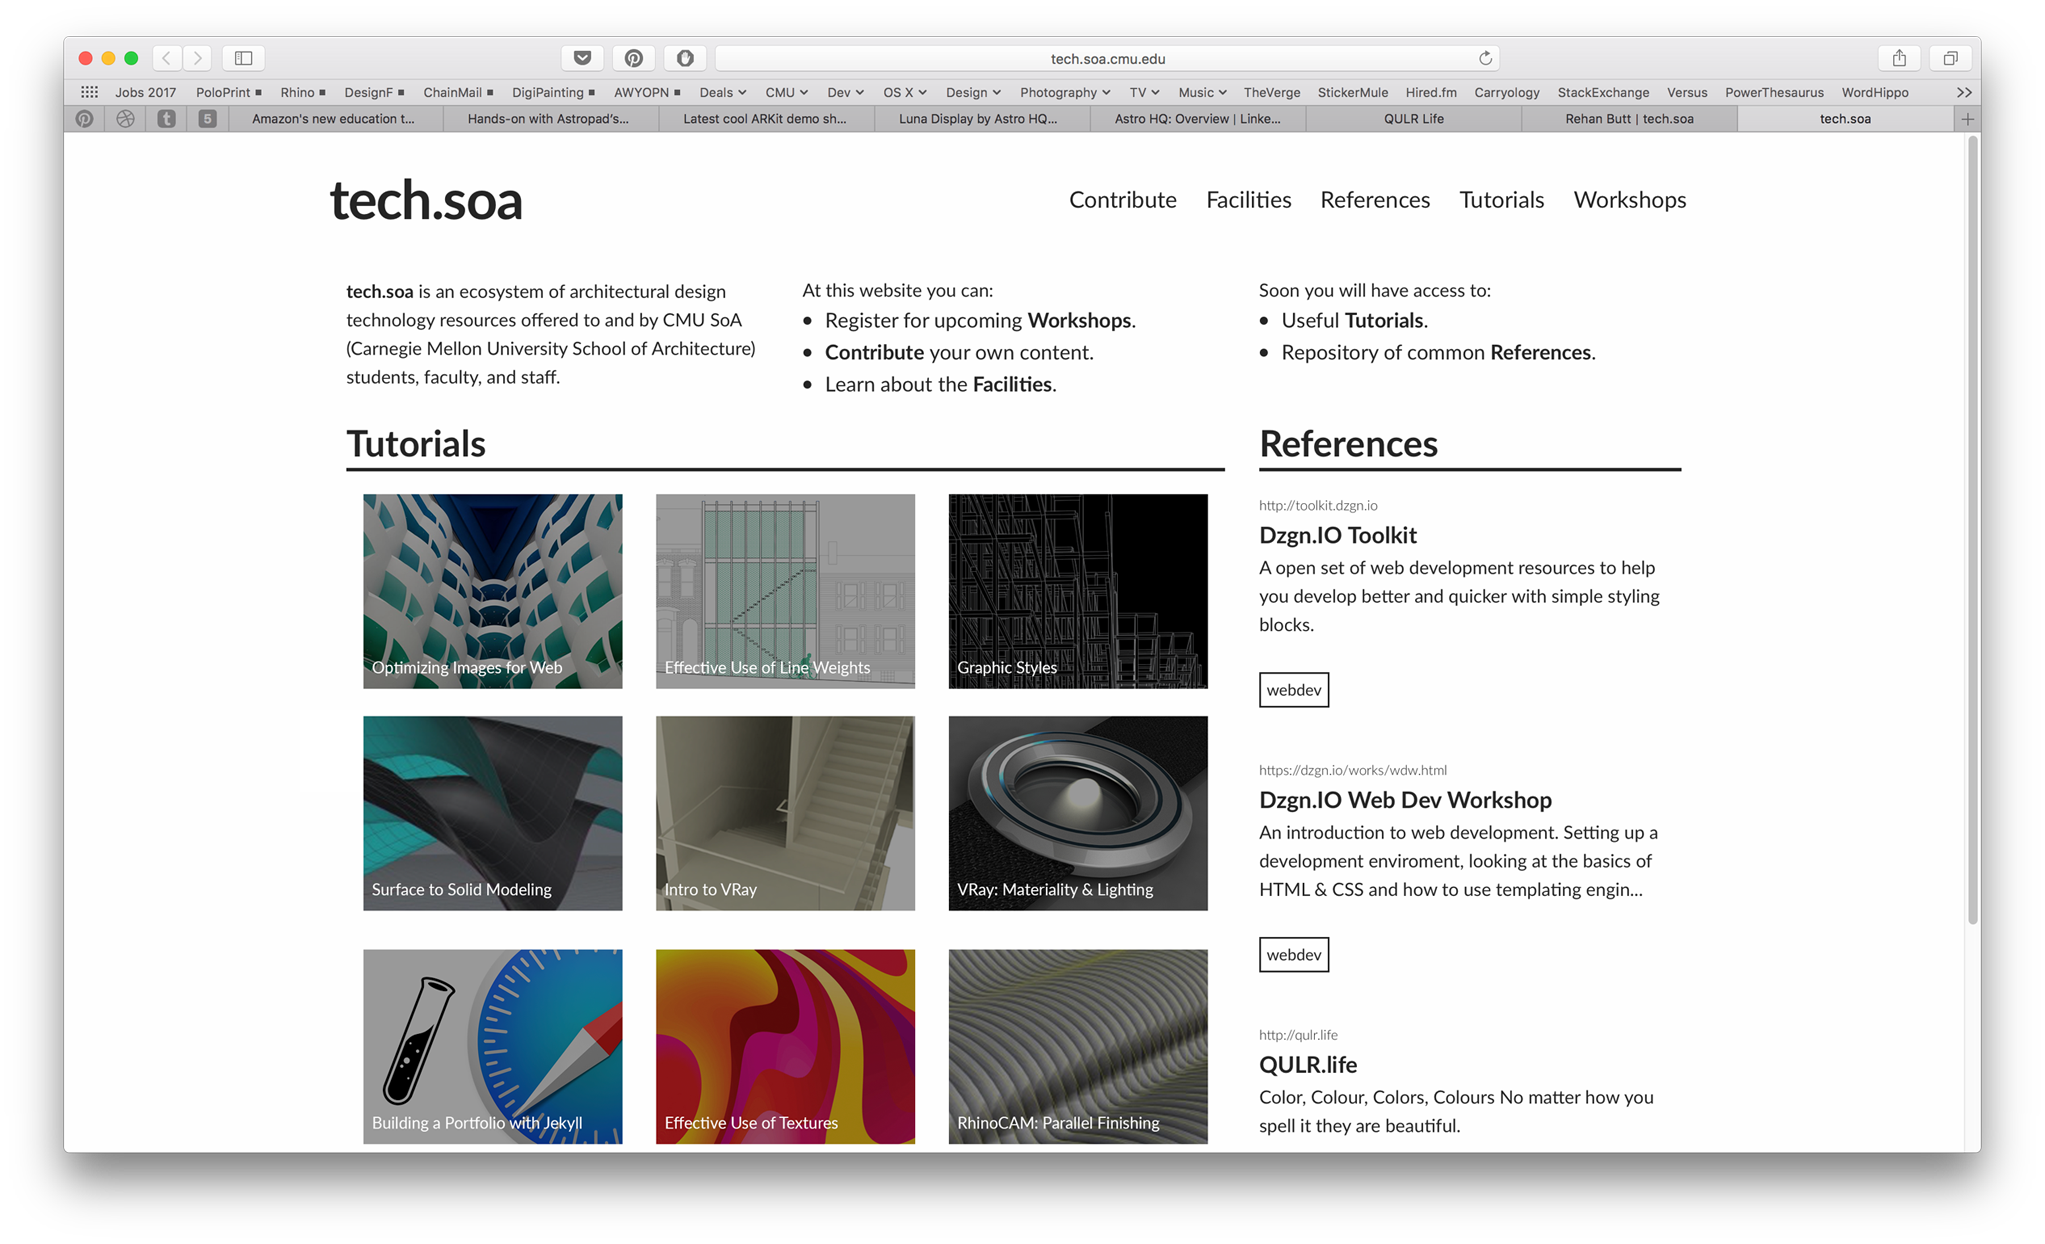 tech.soa.cmu.edu
Jobs 2017 PoloPrint Rhino DesignF ChainMail DigiPainting AWYOPN Deals CMU Dev OS X Design Photography TV Music TheVerge StickerMule Hired.fm Carryology StackExchange Versus PowerThesaurus WordHippo
t 5 Amazon's new education t... Hands-on with Astropad's... Latest cool ARKit demo sh... Luna Display by Astro HQ... Astro HQ: Overview | Linke... QULR Life Rehan Butt | tech.soa tech.soa
tech.soa
Contribute Facilities References Tutorials Workshops
tech.soa is an ecosystem of architectural design
technology resources offered to and by CMU SoA
(Carnegie Mellon University School of Architecture)
students, faculty, and staff.
At this website you can:
• Register for upcoming Workshops.
• Contribute your own content.
• Learn about the Facilities.
Soon you will have access to:
• Useful Tutorials.
• Repository of common References.
Tutorials
Optimizing Images for Web
Effective Use of Line Weights
Graphic Styles
Surface to Solid Modeling
Intro to VRay
VRay: Materiality & Lighting
Building a Portfolio with Jekyll
Effective Use of Textures
RhinoCAM: Parallel Finishing
References
http://toolkit.dzgn.io
Dzgn.IO Toolkit
A open set of web development resources to help
you develop better and quicker with simple styling
blocks.
webdev
https://dzgn.io/works/wdw.html
Dzgn.IO Web Dev Workshop
An introduction to web development. Setting up a
development enviroment, looking at the basics of
HTML & CSS and how to use templating engin...
webdev
http://qulr.life
QULR.life
Color, Colour, Colors, Colours No matter how you
spell it they are beautiful.